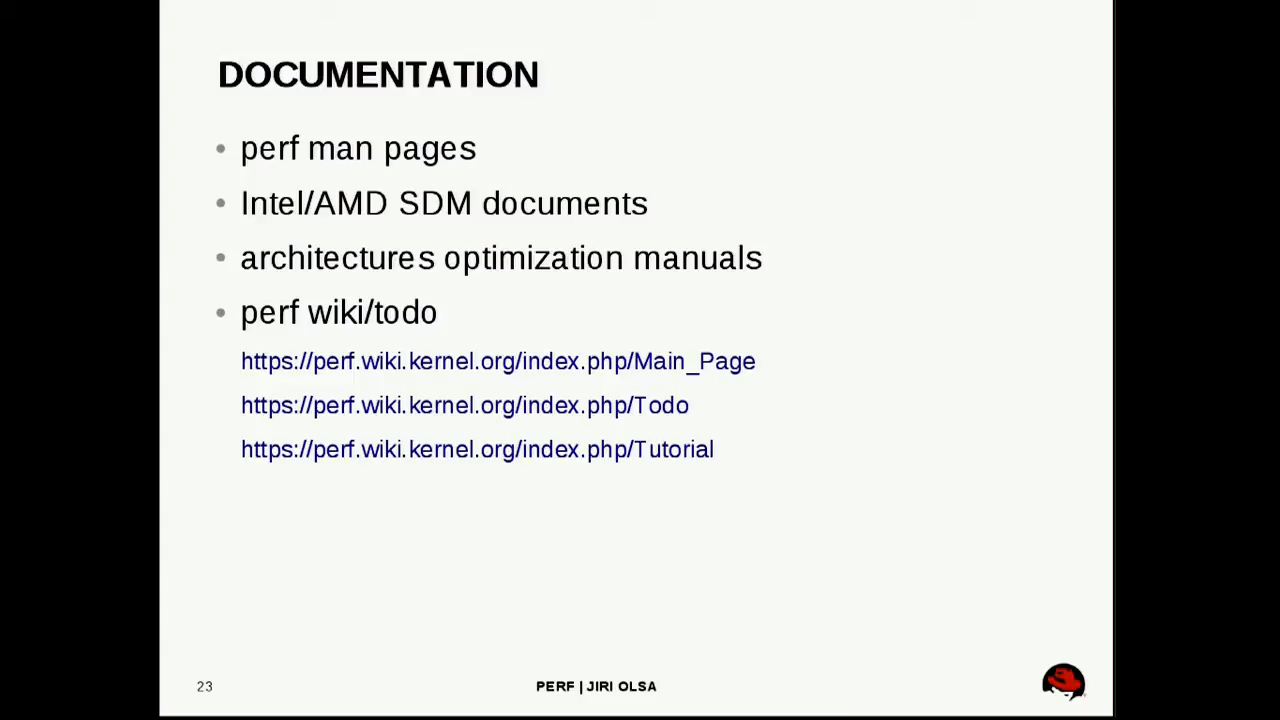 DOCUMENTATION
• perf man pages
• Intel/AMD SDM documents
• architectures optimization manuals
• perf wiki/todo
https://perf.wiki.kernel.org/index.php/Main_Page
https://perf.wiki.kernel.org/index.php/Todo
https://perf.wiki.kernel.org/index.php/Tutorial
23
PERF | JIRI OLSA